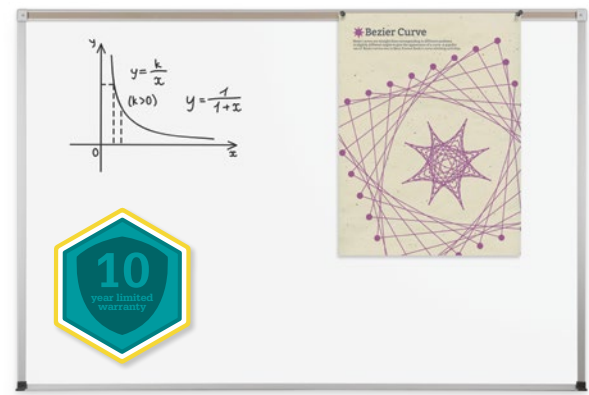 y
y = k/x
(k>0)
y = 1/1+x
0
x
Bezier Curve
10
year limited
warranty